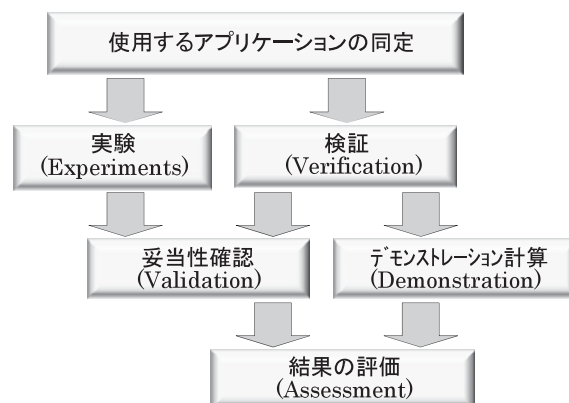 使用するアプリケーションの同定
実験
(Experiments)
検証
(Verification)
妥当性確認
(Validation)
デモンストレーション計算
(Demonstration)
結果の評価
(Assessment)